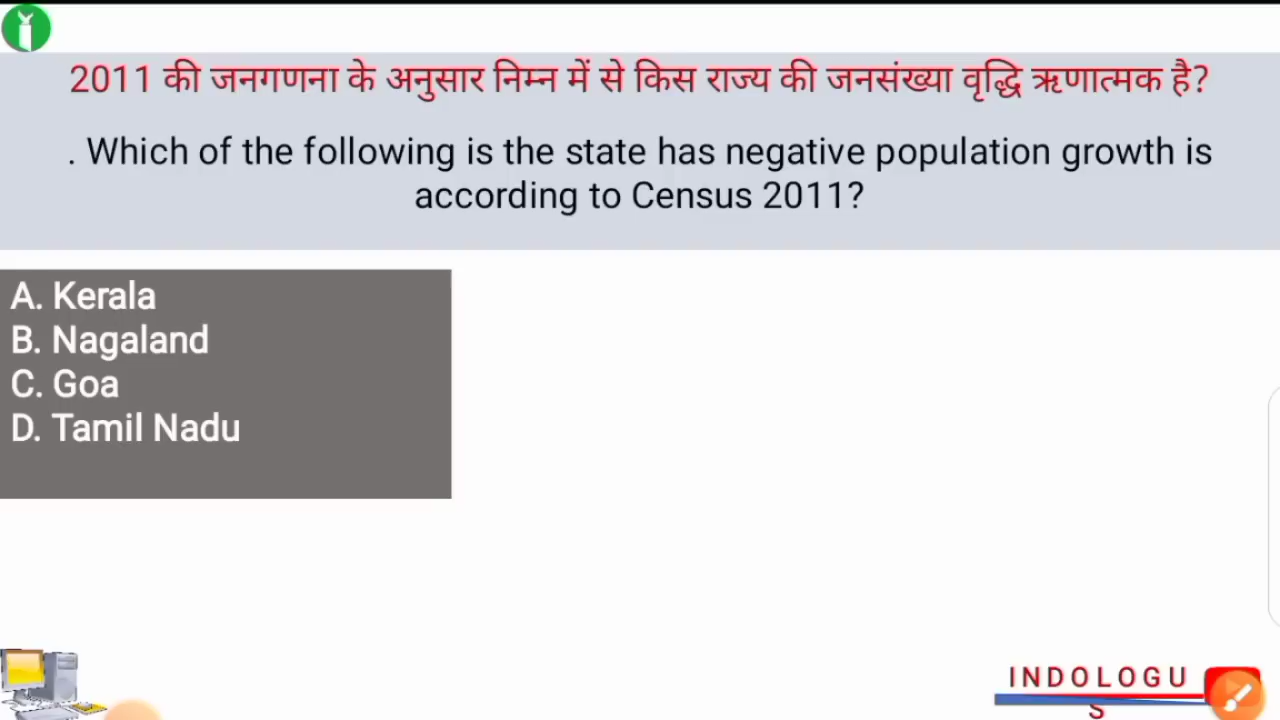 2011 की जनगणना के अनुसार निम्न में से किस राज्य की जनसंख्या वृद्धि ऋणात्मक है?
. Which of the following is the state has negative population growth is
according to Census 2011?
A. Kerala
B. Nagaland
C. Goa
D. Tamil Nadu
INDOLOGU
S